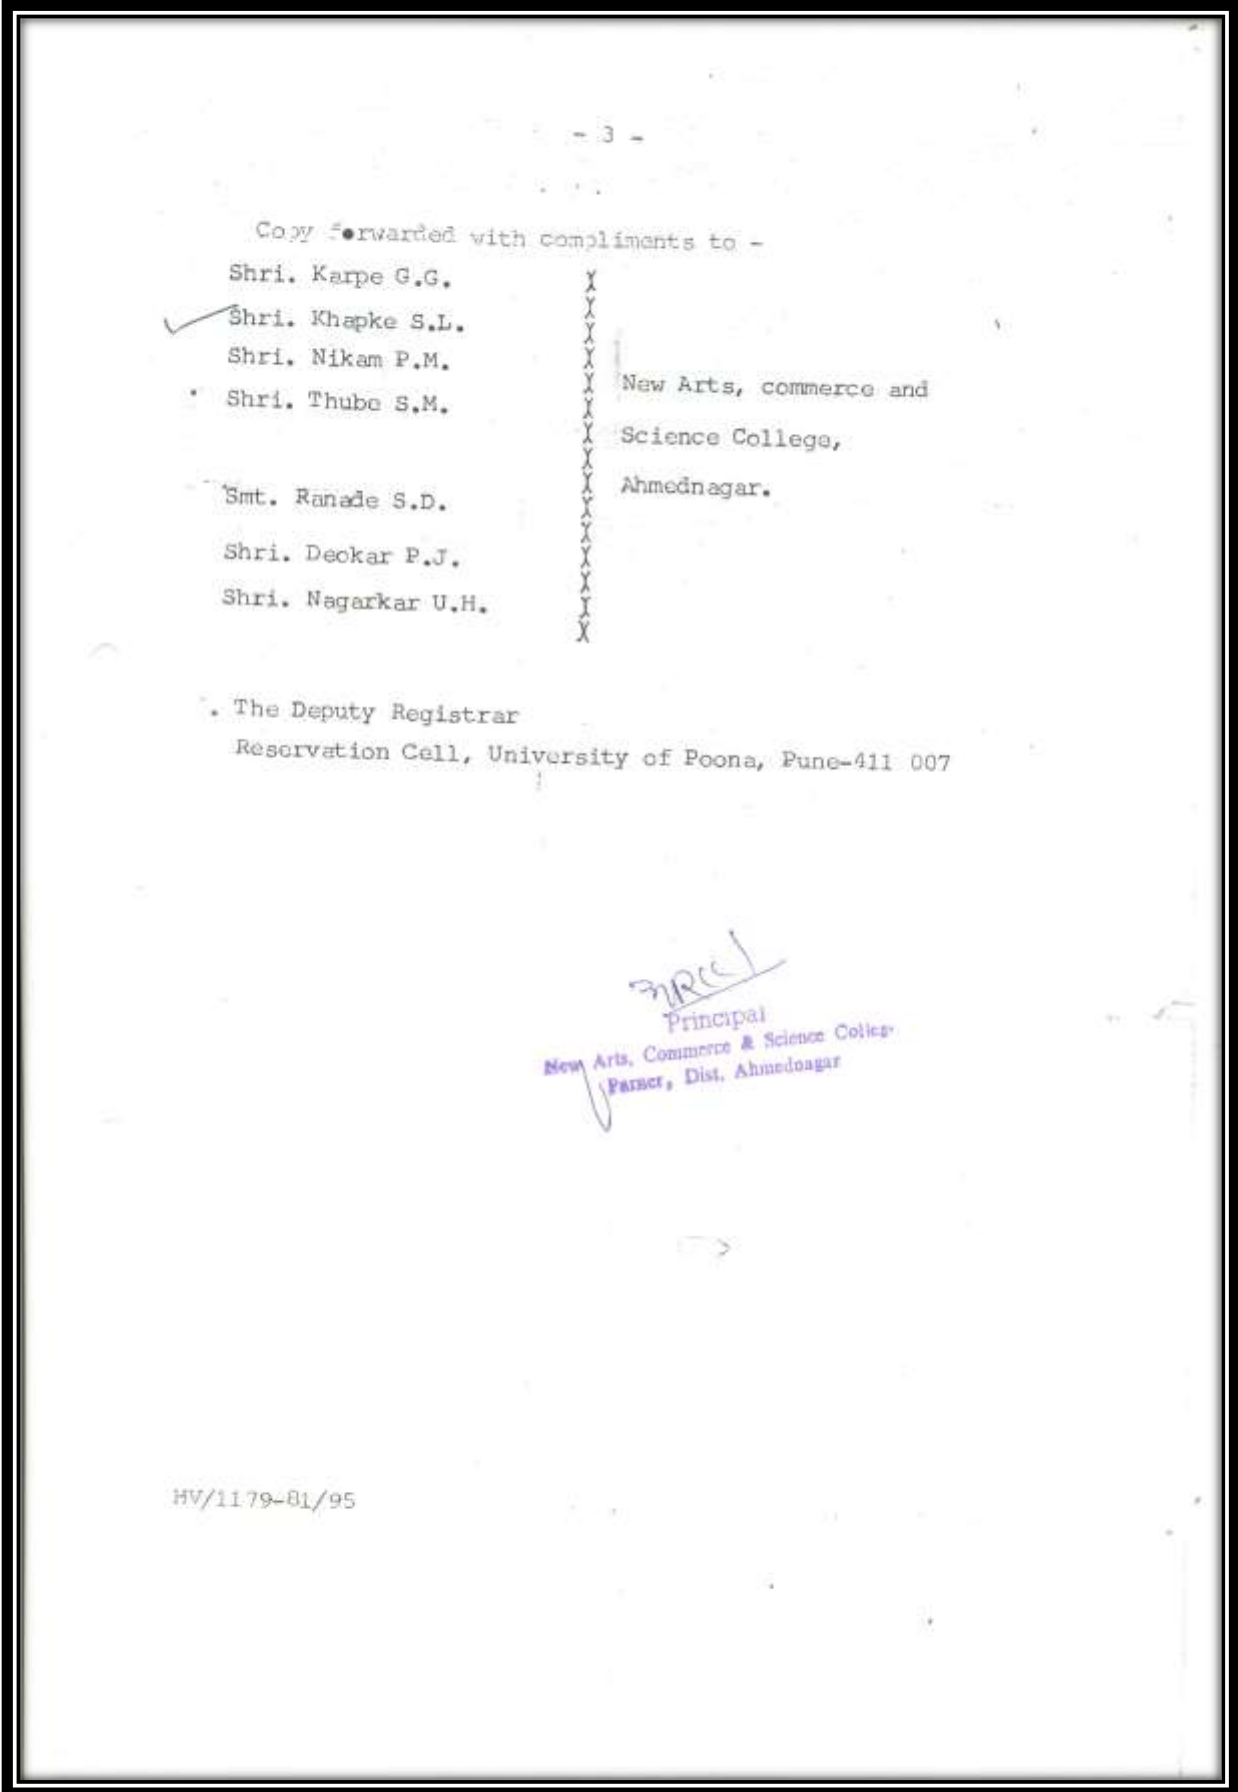 - 3 -
Copy forwarded with compliments to -
Shri. Karpe G.G.
Shri. Khapke S.L.
Shri. Nikam P.M.
Shri. Thube S.M.
Smt. Ranade S.D.
Shri. Deokar P.J.
Shri. Nagarkar U.H.
New Arts, commerce and
Science College,
Ahmednagar.
. The Deputy Registrar
Reservation Cell, University of Poona, Pune-411 007
Principal
New Arts, Commerce & Science College
Parner, Dist. Ahmednagar
HV/1179-81/95